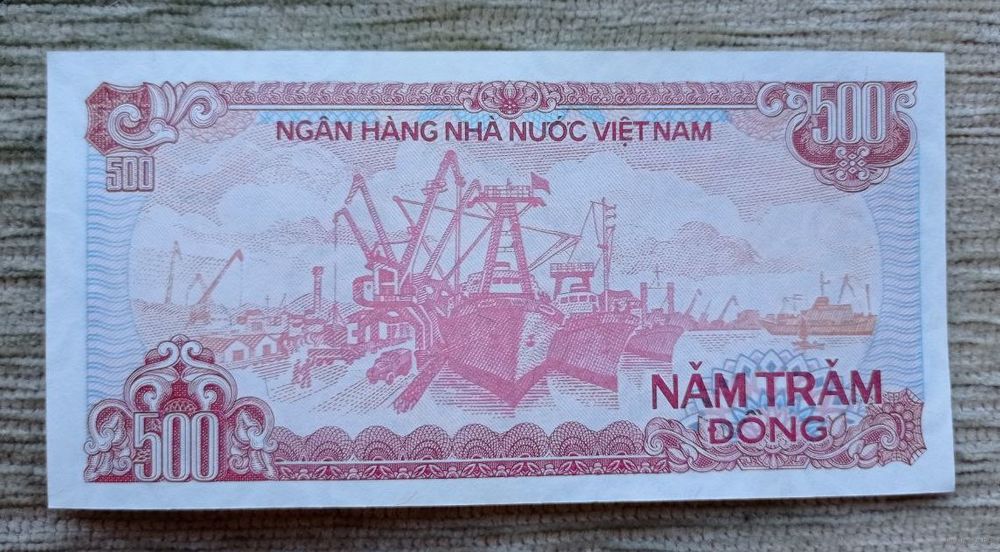 500
NGÂN HÀNG NHÀ NƯỚC VIỆT NAM
500
500
NĂM TRĂM
ĐỒNG